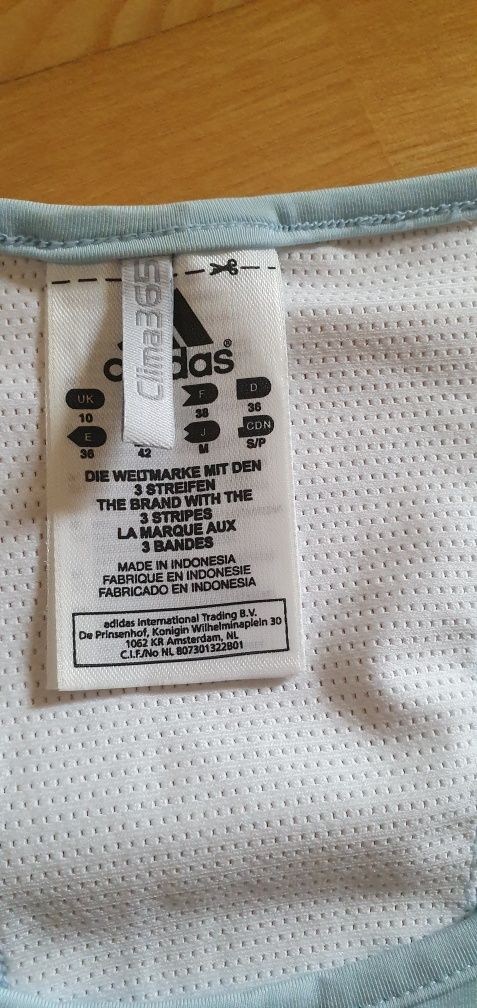 Clima365
adidas®
UK F D
10 38 36
E J CDN
36 42 M S/P
DIE WELTMARKE MIT DEN
3 STREIFEN
THE BRAND WITH THE
3 STRIPES
LA MARQUE AUX
3 BANDES
MADE IN INDONESIA
FABRIQUE EN INDONESIE
FABRICADO EN INDONESIA
adidas International Trading B.V.
De Prinsenhof, Konigin Wilhelminaplein 30
1062 KR Amsterdam, NL
C.I.F./No NL 807301322B01